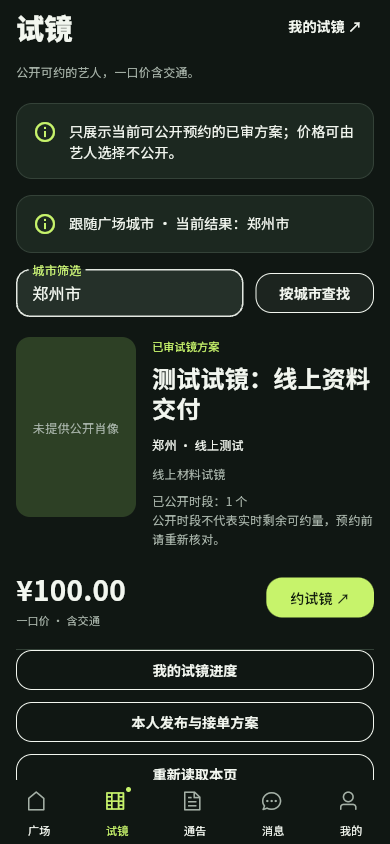 试镜
我的试镜 ↗
公开可约的艺人，一口价含交通。
只展示当前可公开预约的已审方案；价格可由
艺人选择不公开。
跟随广场城市 · 当前结果：郑州市
城市筛选
郑州市
按城市查找
未提供公开肖像
已审试镜方案
测试试镜：线上资料
交付
郑州 · 线上测试
线上材料试镜
已公开时段：1 个
公开时段不代表实时剩余可约量，预约前
请重新核对。
¥100.00
一口价 · 含交通
约试镜 ↗
我的试镜进度
本人发布与接单方案
重新读取本页
广场
试镜
通告
消息
我的